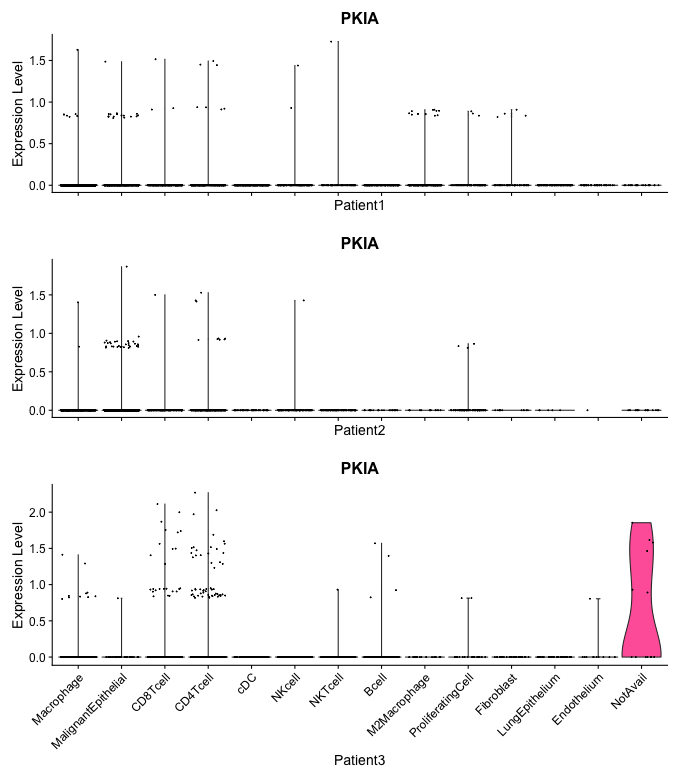 PKIA
Expression Level
1.5
1.0
0.5
0.0
Patient1
PKIA
Expression Level
1.5
1.0
0.5
0.0
Patient2
PKIA
Expression Level
2.0
1.5
1.0
0.5
0.0
Macrophage
MalignantEpithelial
CD8Tcell
CD4Tcell
cDC
NKcell
NKTcell
Bcell
M2Macrophage
ProliferatingCell
Fibroblast
LungEpithelium
Endothelium
NotAvail
Patient3